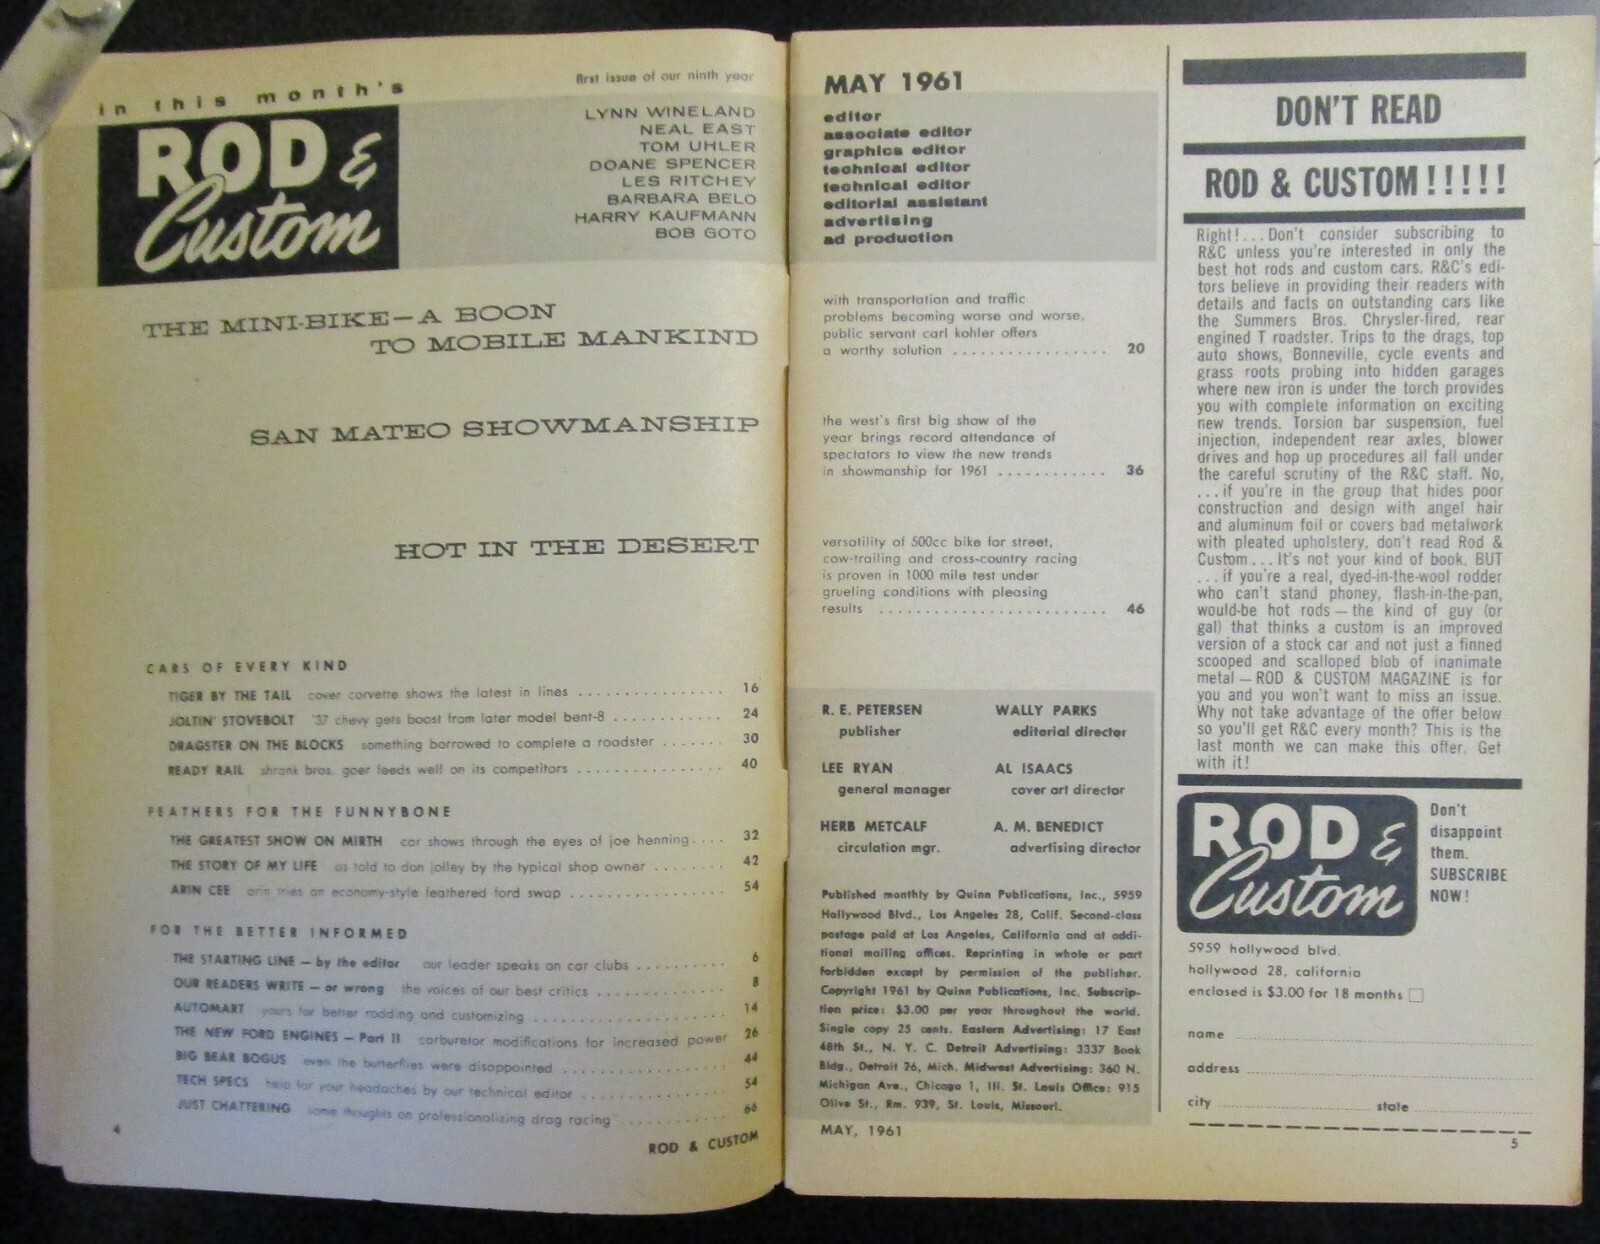 in this month's
ROD &
Custom
first issue of our ninth year
LYNN WINELAND
NEAL EAST
TOM UHLER
DOANE SPENCER
LES RITCHEY
BARBARA BELO
HARRY KAUFMANN
BOB GOTO
THE MINI-BIKE—A BOON
TO MOBILE MANKIND
SAN MATEO SHOWMANSHIP
HOT IN THE DESERT
CARS OF EVERY KIND
TIGER BY THE TAIL cover corvette shows the latest in lines ................ 16
JOLTIN' STOVEBOLT '37 chevy gets boost from later model bent-8 ............ 24
DRAGSTER ON THE BLOCKS something borrowed to complete a roadster ....... 30
READY RAIL shrank bros. goer feeds well on its competitors ................ 40
FEATHERS FOR THE FUNNYBONE
THE GREATEST SHOW ON MIRTH car shows through the eyes of joe henning.... 32
THE STORY OF MY LIFE as told to don jolley by the typical shop owner ........ 42
ARIN CEE arin tries an economy-style feathered ford swap ................ 54
FOR THE BETTER INFORMED
THE STARTING LINE — by the editor our leader speaks on car clubs .......... 6
OUR READERS WRITE — or wrong the voices of our best critics .............. 8
AUTOMART yours for better rodding and customizing ..................... 14
THE NEW FORD ENGINES — Part II carburetor modifications for increased power 26
BIG BEAR BOGUS even the butterflies were disappointed .................. 44
TECH SPECS help for your headaches by our technical editor ................ 54
JUST CHATTERING some thoughts on professionalizing drag racing ............ 66
4
ROD & CUSTOM
MAY 1961
editor
associate editor
graphics editor
technical editor
technical editor
editorial assistant
advertising
ad production
with transportation and traffic
problems becoming worse and worse,
public servant carl kohler offers
a worthy solution .................. 20
the west's first big show of the
year brings record attendance of
spectators to view the new trends
in showmanship for 1961 ............ 36
versatility of 500cc bike for street,
cow-trailing and cross-country racing
is proven in 1000 mile test under
grueling conditions with pleasing
results ......................... 46
R. E. PETERSEN
publisher
WALLY PARKS
editorial director
LEE RYAN
general manager
AL ISAACS
cover art director
HERB METCALF
circulation mgr.
A. M. BENEDICT
advertising director
Published monthly by Quinn Publications, Inc., 5959
Hollywood Blvd., Los Angeles 28, Calif. Second-class
postage paid at Los Angeles, California and at addi-
tional mailing offices. Reprinting in whole or part
forbidden except by permission of the publisher.
Copyright 1961 by Quinn Publications, Inc. Subscrip-
tion price: $3.00 per year throughout the world.
Single copy 25 cents. Eastern Advertising: 17 East
48th St., N. Y. C. Detroit Advertising: 3337 Book
Bldg., Detroit 26, Mich. Midwest Advertising: 360 N.
Michigan Ave., Chicago 1, Ill. St. Louis Office: 915
Olive St., Rm. 939, St. Louis, Missouri.
MAY, 1961
DON'T READ
ROD & CUSTOM!!!!!
Right!...Don't consider subscribing to
R&C unless you're interested in only the
best hot rods and custom cars. R&C's edi-
tors believe in providing their readers with
details and facts on outstanding cars like
the Summers Bros. Chrysler-fired, rear
engined T roadster. Trips to the drags, top
auto shows, Bonneville, cycle events and
grass roots probing into hidden garages
where new iron is under the torch provides
you with complete information on exciting
new trends. Torsion bar suspension, fuel
injection, independent rear axles, blower
drives and hop up procedures all fall under
the careful scrutiny of the R&C staff. No,
...if you're in the group that hides poor
construction and design with angel hair
and aluminum foil or covers bad metalwork
with pleated upholstery, don't read Rod &
Custom... It's not your kind of book. BUT
...if you're a real, dyed-in-the-wool rodder
who can't stand phoney, flash-in-the-pan,
would-be hot rods — the kind of guy (or
gal) that thinks a custom is an improved
version of a stock car and not just a finned
scooped and scalloped blob of inanimate
metal — ROD & CUSTOM MAGAZINE is for
you and you won't want to miss an issue.
Why not take advantage of the offer below
so you'll get R&C every month? This is the
last month we can make this offer. Get
with it!
ROD &
Custom
Don't
disappoint
them.
SUBSCRIBE
NOW!
5959 hollywood blvd.
hollywood 28, california
enclosed is $3.00 for 18 months □
name
address
city state
5